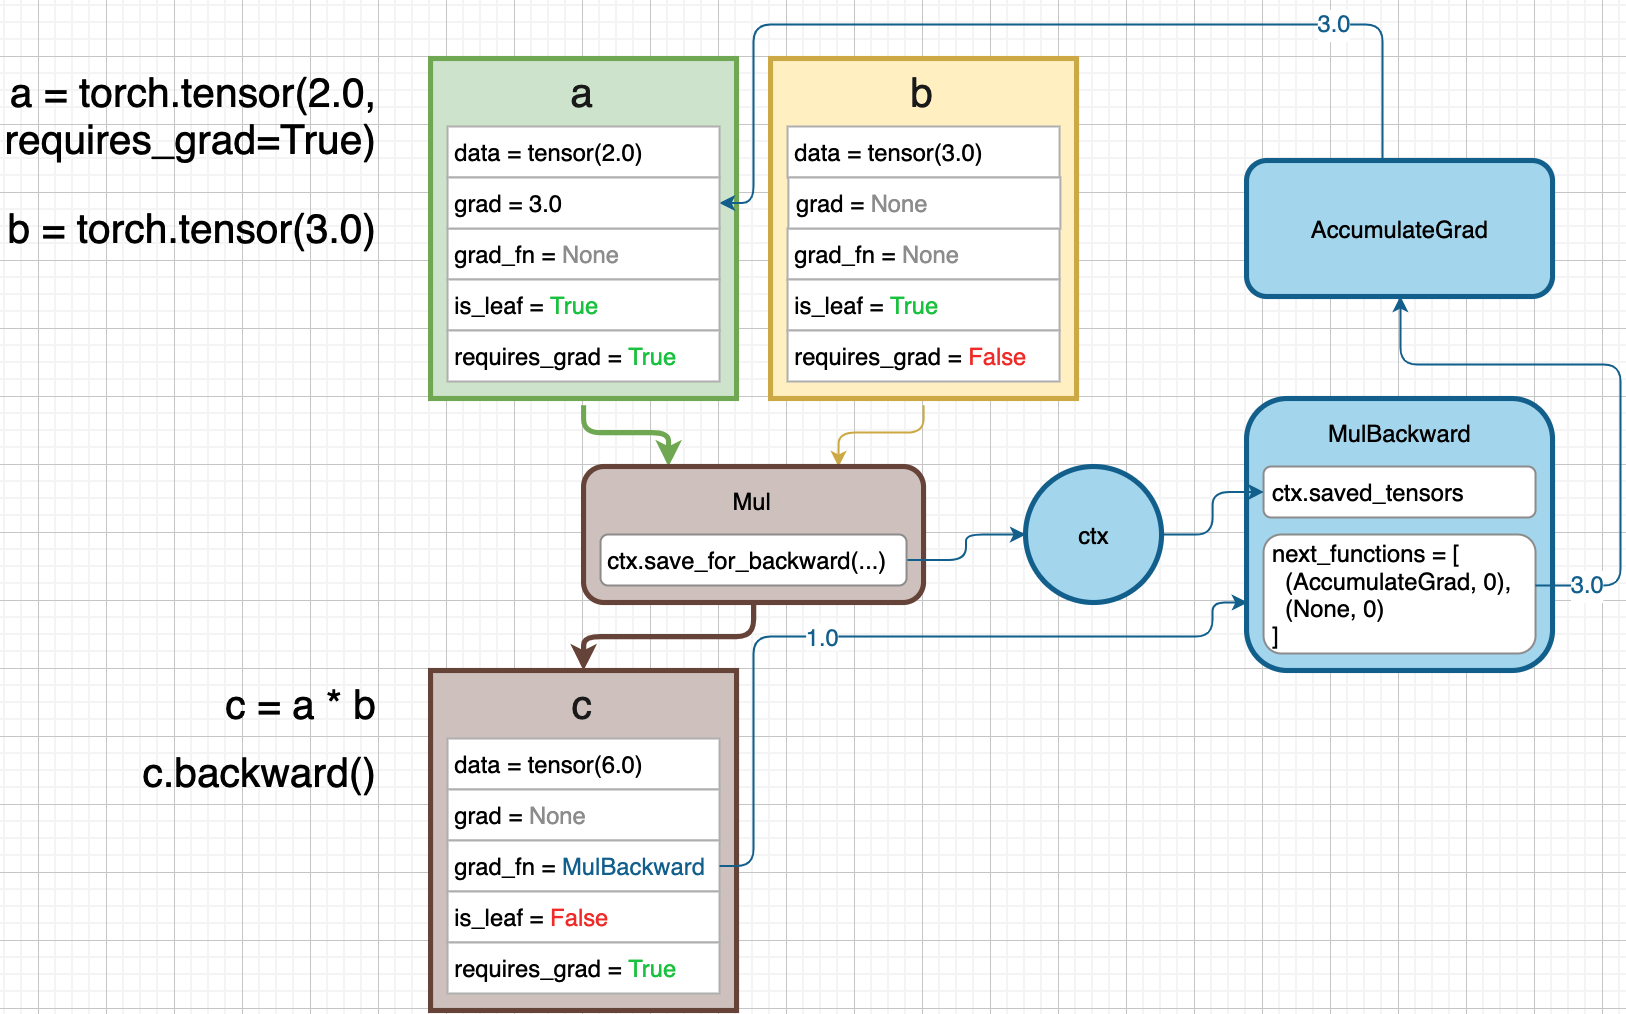 a = torch.tensor(2.0,
requires_grad=True)
b = torch.tensor(3.0)
a
data = tensor(2.0)
grad = 3.0
grad_fn = None
is_leaf = True
requires_grad = True
b
data = tensor(3.0)
grad = None
grad_fn = None
is_leaf = True
requires_grad = False
3.0
AccumulateGrad
Mul
ctx.save_for_backward(...)
ctx
MulBackward
ctx.saved_tensors
next_functions = [
(AccumulateGrad, 0),
(None, 0)
]
3.0
1.0
c = a * b
c.backward()
c
data = tensor(6.0)
grad = None
grad_fn = MulBackward
is_leaf = False
requires_grad = True